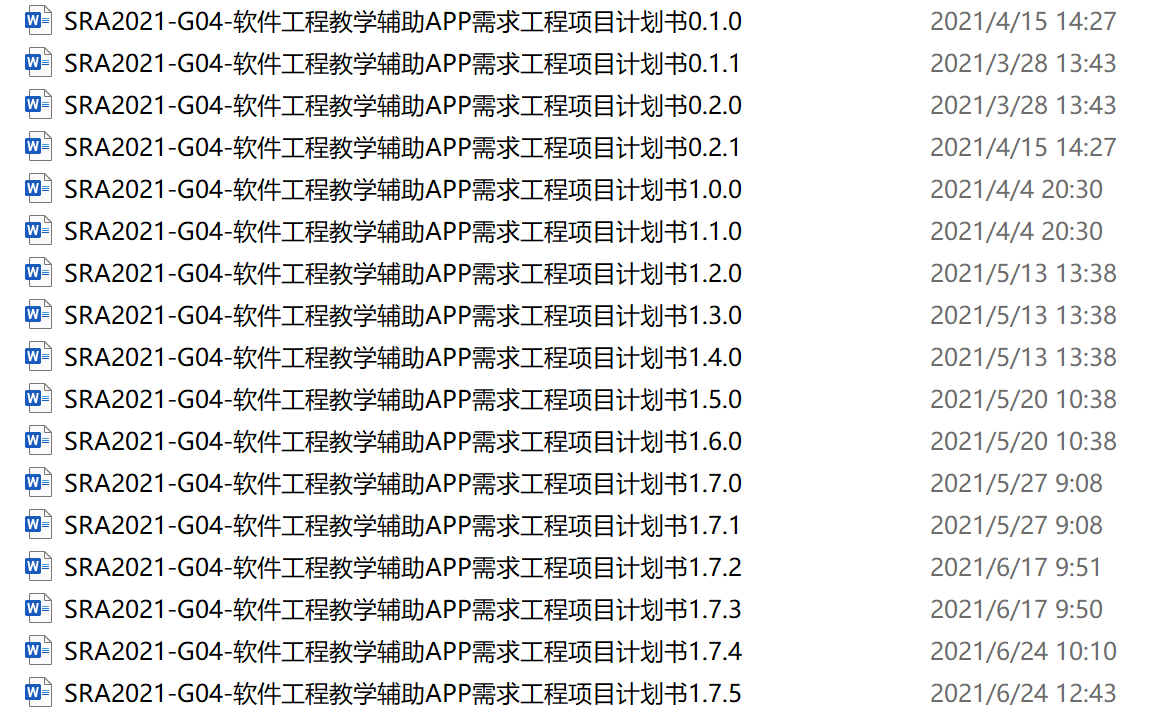 SRA2021-G04-软件工程教学辅助APP需求工程项目计划书0.1.0 2021/4/15 14:27
SRA2021-G04-软件工程教学辅助APP需求工程项目计划书0.1.1 2021/3/28 13:43
SRA2021-G04-软件工程教学辅助APP需求工程项目计划书0.2.0 2021/3/28 13:43
SRA2021-G04-软件工程教学辅助APP需求工程项目计划书0.2.1 2021/4/15 14:27
SRA2021-G04-软件工程教学辅助APP需求工程项目计划书1.0.0 2021/4/4 20:30
SRA2021-G04-软件工程教学辅助APP需求工程项目计划书1.1.0 2021/4/4 20:30
SRA2021-G04-软件工程教学辅助APP需求工程项目计划书1.2.0 2021/5/13 13:38
SRA2021-G04-软件工程教学辅助APP需求工程项目计划书1.3.0 2021/5/13 13:38
SRA2021-G04-软件工程教学辅助APP需求工程项目计划书1.4.0 2021/5/13 13:38
SRA2021-G04-软件工程教学辅助APP需求工程项目计划书1.5.0 2021/5/20 10:38
SRA2021-G04-软件工程教学辅助APP需求工程项目计划书1.6.0 2021/5/20 10:38
SRA2021-G04-软件工程教学辅助APP需求工程项目计划书1.7.0 2021/5/27 9:08
SRA2021-G04-软件工程教学辅助APP需求工程项目计划书1.7.1 2021/5/27 9:08
SRA2021-G04-软件工程教学辅助APP需求工程项目计划书1.7.2 2021/6/17 9:51
SRA2021-G04-软件工程教学辅助APP需求工程项目计划书1.7.3 2021/6/17 9:50
SRA2021-G04-软件工程教学辅助APP需求工程项目计划书1.7.4 2021/6/24 10:10
SRA2021-G04-软件工程教学辅助APP需求工程项目计划书1.7.5 2021/6/24 12:43